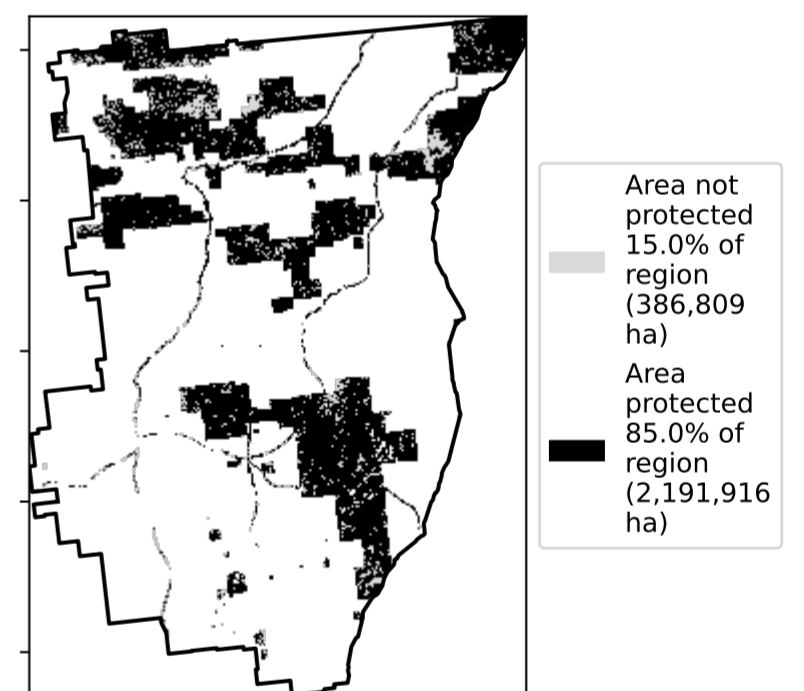 Area not
protected
15.0% of
region
(386,809
ha)
Area
protected
85.0% of
region
(2,191,916
ha)